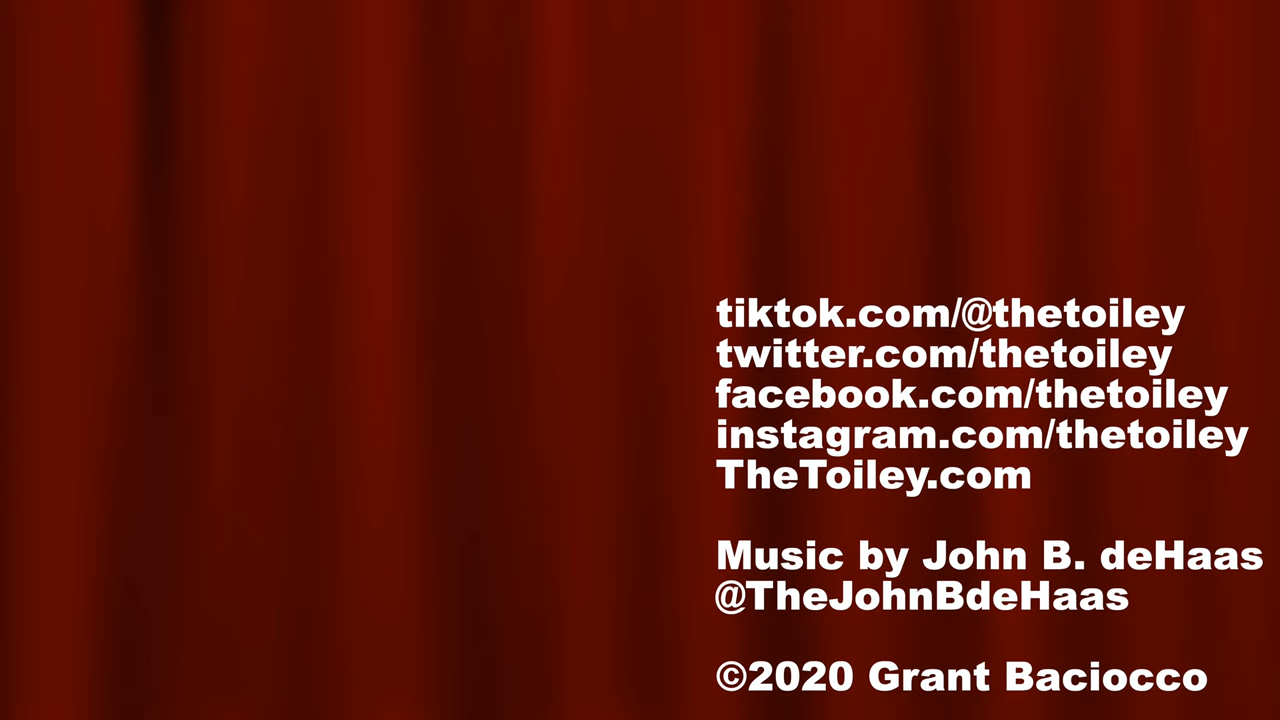 tiktok.com/@thetoiley
twitter.com/thetoiley
facebook.com/thetoiley
instagram.com/thetoiley
TheToiley.com
Music by John B. deHaas
@TheJohnBdeHaas
©2020 Grant Baciocco